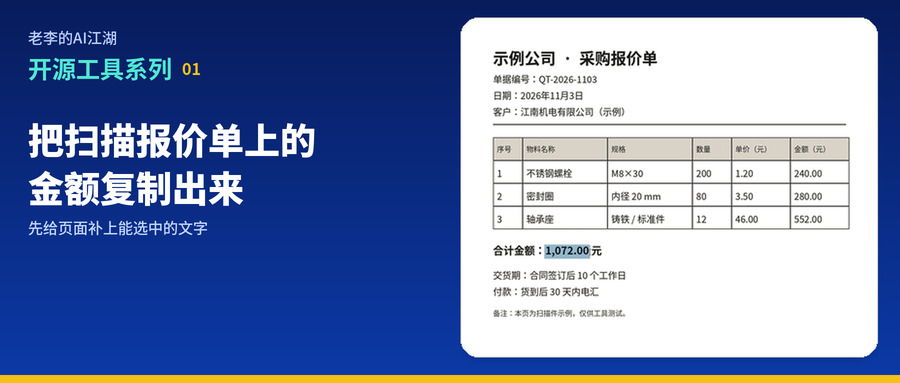 老李的AI江湖
开源工具系列 01
把扫描报价单上的
金额复制出来
先给页面补上能选中的文字
示例公司 · 采购报价单
单据编号：QT-2026-1103
日期：2026年11月3日
客户：江南机电有限公司（示例）
序号 物料名称 规格 数量 单价（元） 金额（元）
1 不锈钢螺栓 M8×30 200 1.20 240.00
2 密封圈 内径 20 mm 80 3.50 280.00
3 轴承座 铸铁 / 标准件 12 46.00 552.00
合计金额：1,072.00 元
交货期：合同签订后 10 个工作日
付款：货到后 30 天内电汇
备注：本页为扫描件示例，仅供工具测试。